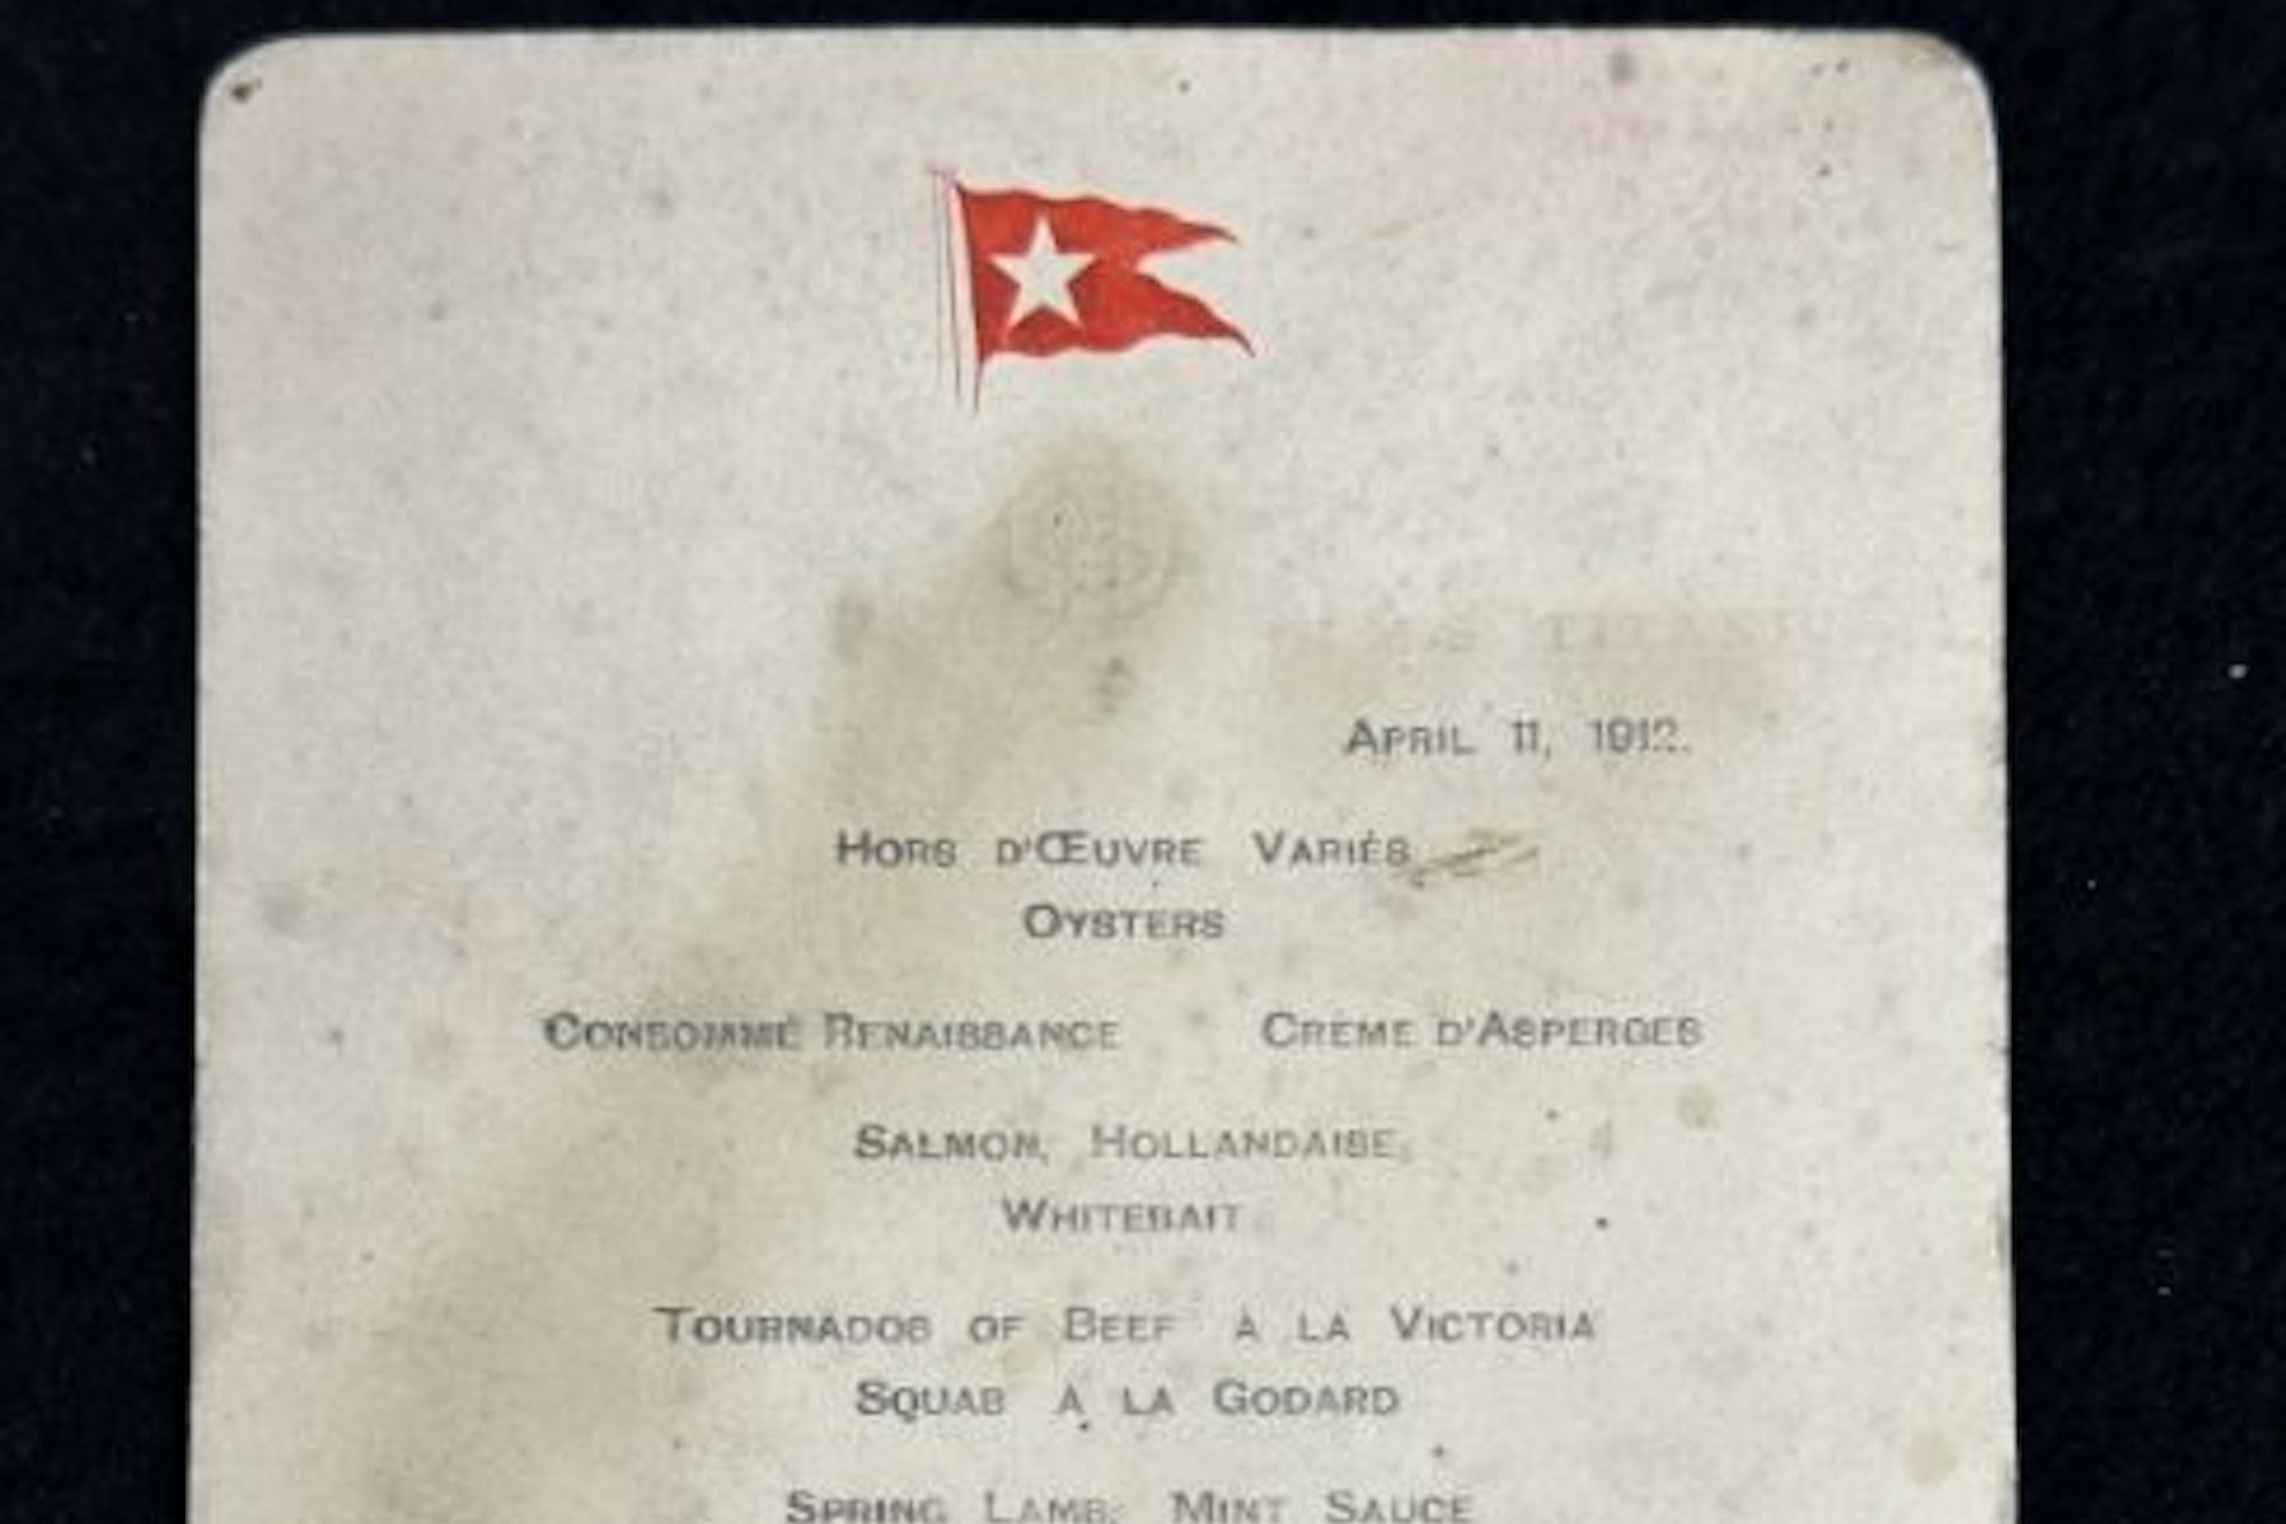 April 11, 1912.
Hors d'Œuvre Variés
Oysters
Consommé Renaissance Creme d'Asperges
Salmon, Hollandaise,
Whitebait
Tournados of Beef à la Victoria
Squab à la Godard
Spring Lamb, Mint Sauce